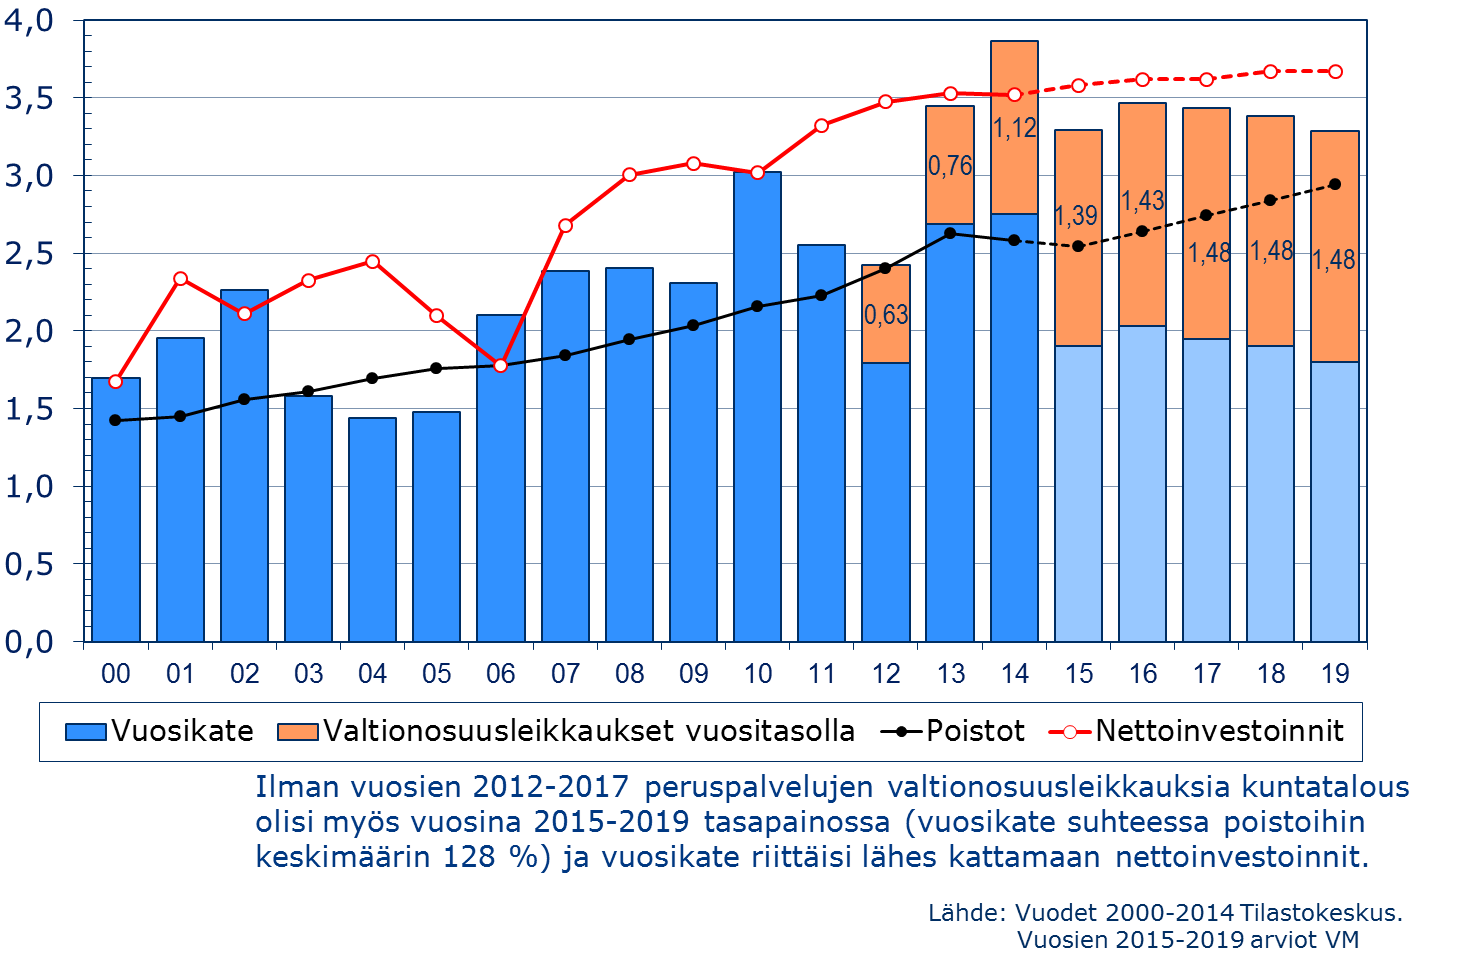 4,0
3,5
3,0
2,5
2,0
1,5
1,0
0,5
0,0
0,63
0,76
1,12
1,39
1,43
1,48
1,48
1,48
00 01 02 03 04 05 06 07 08 09 10 11 12 13 14 15 16 17 18 19
Vuosikate Valtionosuusleikkaukset vuositasolla Poistot Nettoinvestoinnit
Ilman vuosien 2012-2017 peruspalvelujen valtionosuusleikkauksia kuntatalous
olisi myös vuosina 2015-2019 tasapainossa (vuosikate suhteessa poistoihin
keskimäärin 128 %) ja vuosikate riittäisi lähes kattamaan nettoinvestoinnit.
Lähde: Vuodet 2000-2014 Tilastokeskus.
Vuosien 2015-2019 arviot VM